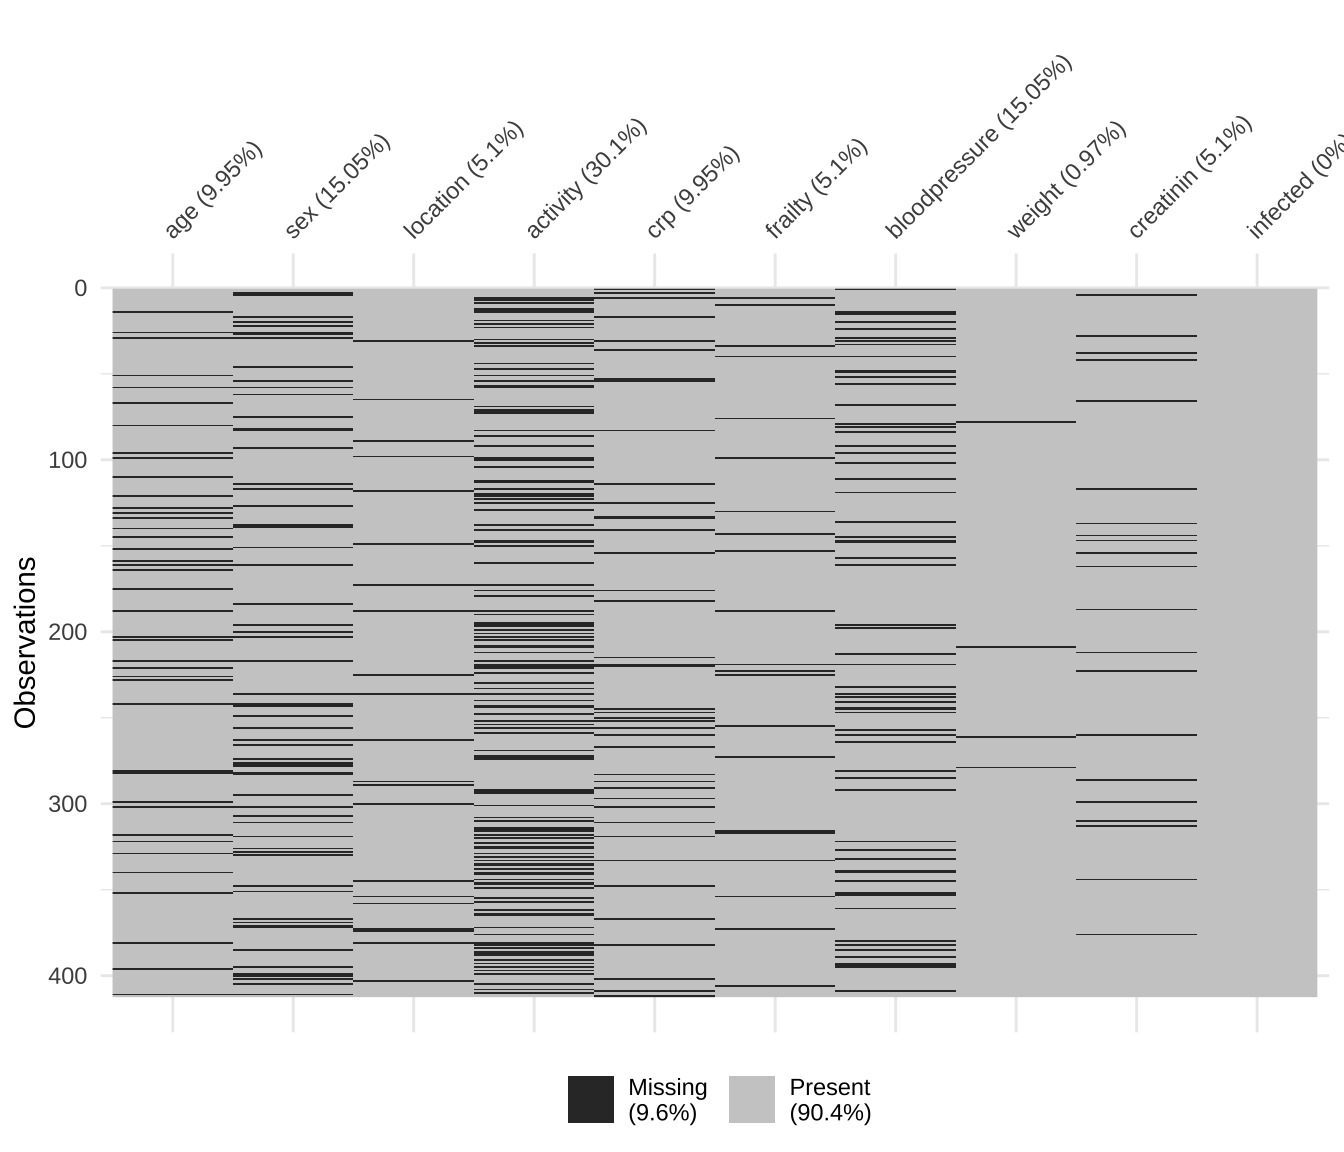 age (9.95%)
sex (15.05%)
location (5.1%)
activity (30.1%)
crp (9.95%)
frailty (5.1%)
bloodpressure (15.05%)
weight (0.97%)
creatinin (5.1%)
infected (0%
0
100
200
300
400
Observations
Missing
(9.6%)
Present
(90.4%)